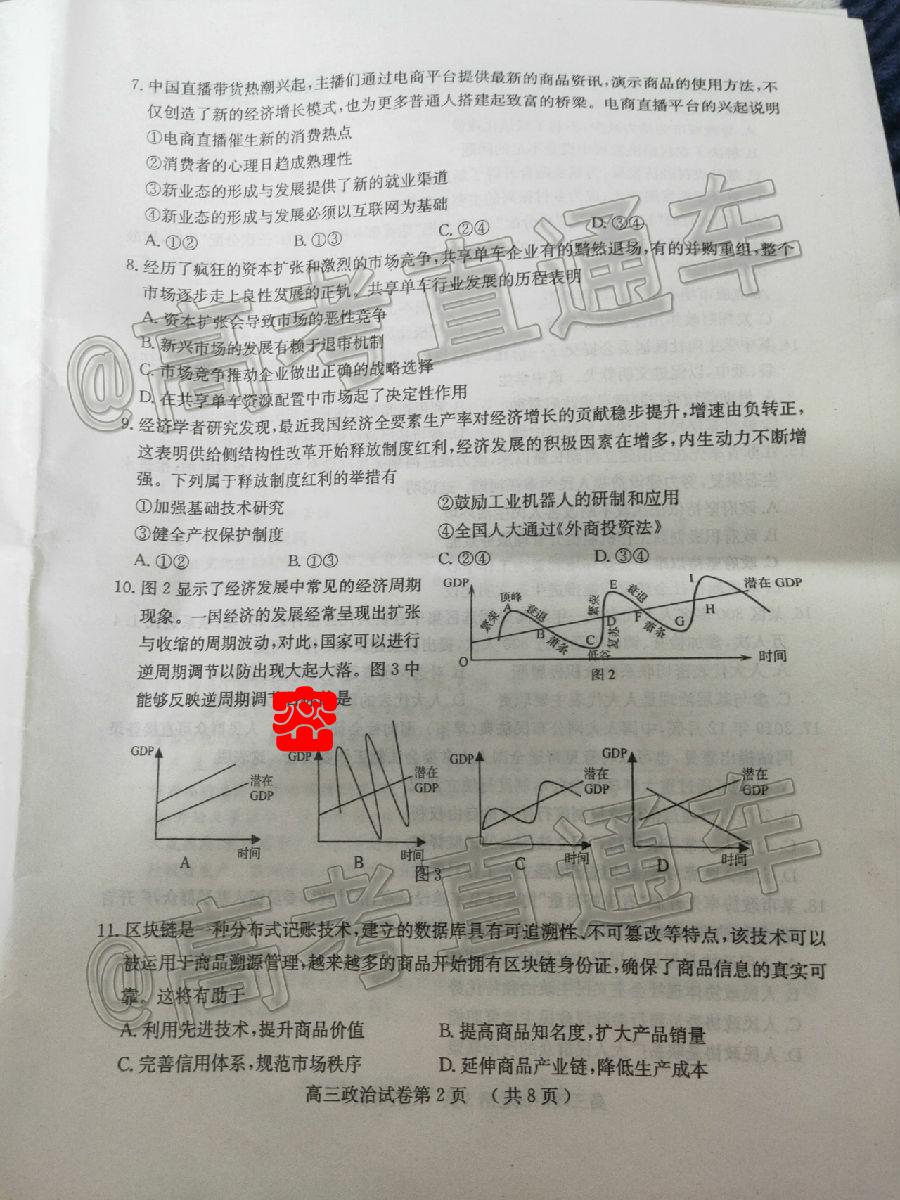 7. 中国直播带货热潮兴起，主播们通过电商平台提供最新的商品资讯，演示商品的使用方法，不
仅创造了新的经济增长模式，也为更多普通人搭建起致富的桥梁。电商直播平台的兴起说明
①电商直播催生新的消费热点
②消费者的心理日趋成熟理性
③新业态的形成与发展提供了新的就业渠道
④新业态的形成与发展必须以互联网为基础
A. ①② B. ①③ C. ②④ D. ③④
8. 经历了疯狂的资本扩张和激烈的市场竞争，共享单车企业有的黯然退场，有的并购重组，整个
市场逐步走上良性发展的正轨。共享单车行业发展的历程表明
A. 资本扩张会导致市场的恶性竞争
B. 新兴市场的发展有赖于退市机制
C. 市场竞争推动企业做出正确的战略选择
D. 在共享单车资源配置中市场起了决定性作用
9. 经济学者研究发现，最近我国经济全要素生产率对经济增长的贡献稳步提升，增速由负转正，
这表明供给侧结构性改革开始释放制度红利，经济发展的积极因素在增多，内生动力不断增
强。下列属于释放制度红利的举措有
①加强基础技术研究 ②鼓励工业机器人的研制和应用
③健全产权保护制度 ④全国人大通过《外商投资法》
A. ①② B. ①③ C. ②④ D. ③④
10. 图2显示了经济发展中常见的经济周期
现象。一国经济的发展经常呈现出扩张
与收缩的周期波动，对此，国家可以进行
逆周期调节以防出现大起大落。图3中
能够反映逆周期调节 是
GDP 顶峰 繁荣 A 衰退 B 萧条 C 低谷 复苏 D 繁荣 E 衰退 F 萧条 G H I 潜在GDP
O 时间
图2
GDP 潜在 GDP 时间 A
GDP 潜在 GDP 时间 B
GDP 潜在 GDP 时间 C
GDP 潜在 GDP 时间 D
图3
11. 区块链是一种分布式记账技术，建立的数据库具有可追溯性、不可篡改等特点，该技术可以
被运用于商品溯源管理，越来越多的商品开始拥有区块链身份证，确保了商品信息的真实可
靠。这将有助于
A. 利用先进技术，提升商品价值 B. 提高商品知名度，扩大产品销量
C. 完善信用体系，规范市场秩序 D. 延伸商品产业链，降低生产成本
高三政治试卷第2页 （共8页）
@高考直通车
@高考直通车